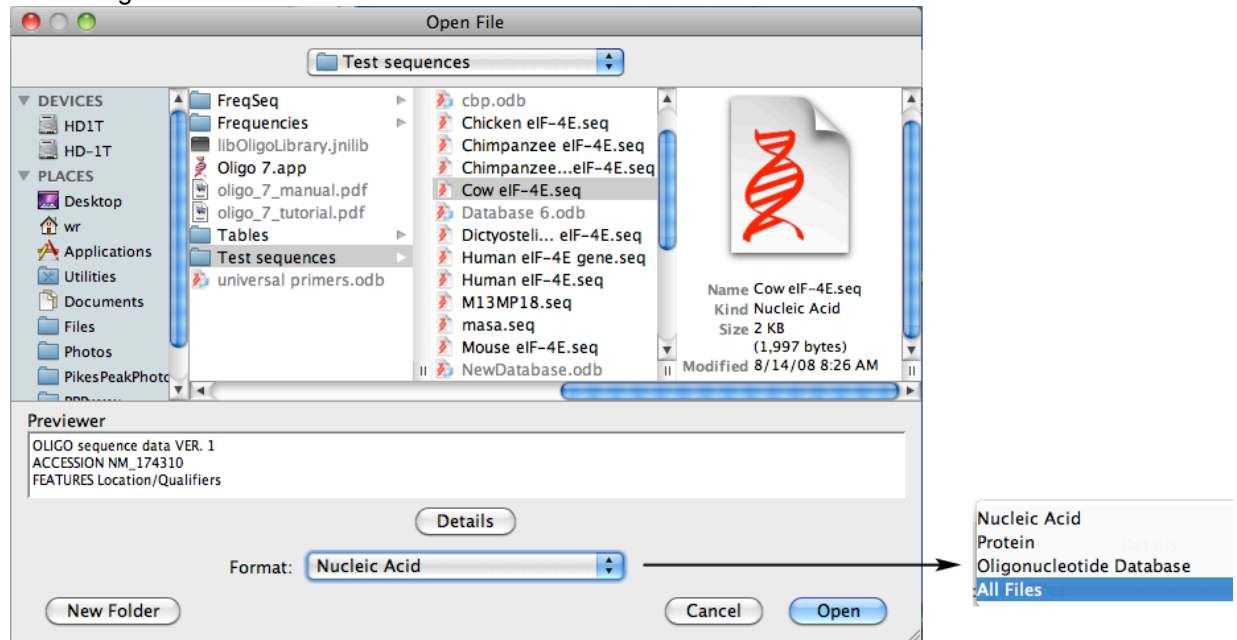 Open File
Test sequences
DEVICES
HD1T
HD-1T
PLACES
Desktop
wr
Applications
Utilities
Documents
Files
Photos
PikesPeakPhoto
FreqSeq
Frequencies
libOligoLibrary.jnilib
Oligo 7.app
oligo_7_manual.pdf
oligo_7_tutorial.pdf
Tables
Test sequences
universal primers.odb
cbp.odb
Chicken eIF-4E.seq
Chimpanzee eIF-4E.seq
Chimpanzee...eIF-4E.seq
Cow eIF-4E.seq
Database 6.odb
Dictyosteli... eIF-4E.seq
Human eIF-4E gene.seq
Human eIF-4E.seq
M13MP18.seq
masa.seq
Mouse eIF-4E.seq
NewDatabase.odb
Name Cow eIF-4E.seq
Kind Nucleic Acid
Size 2 KB
(1,997 bytes)
Modified 8/14/08 8:26 AM
Previewer
OLIGO sequence data VER. 1
ACCESSION NM_174310
FEATURES Location/Qualifiers
Details
Format: Nucleic Acid
New Folder
Cancel
Open
Nucleic Acid
Protein
Oligonucleotide Database
All Files